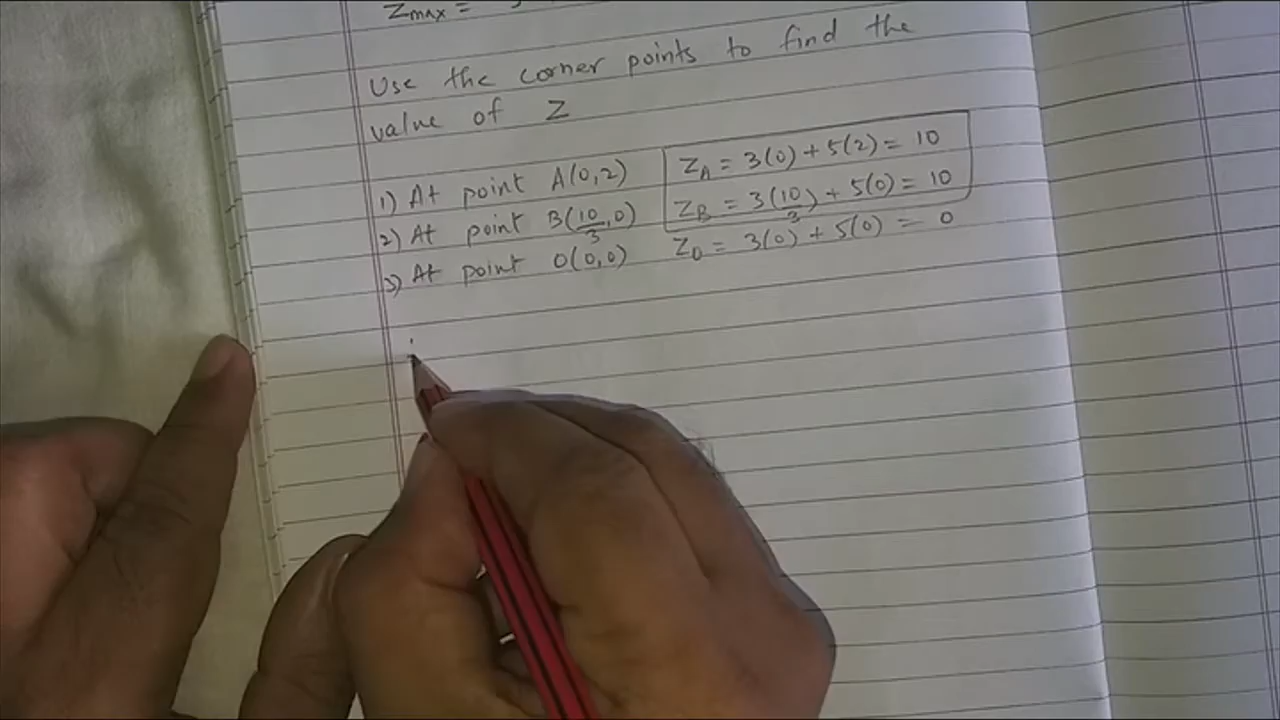 Zmax =
Use the corner points to find the
value of Z
1) At point A(0,2) Z_A = 3(0) + 5(2) = 10
2) At point B(10/3,0) Z_B = 3(10/3) + 5(0) = 10
3) At point O(0,0) Z_O = 3(0) + 5(0) = 0